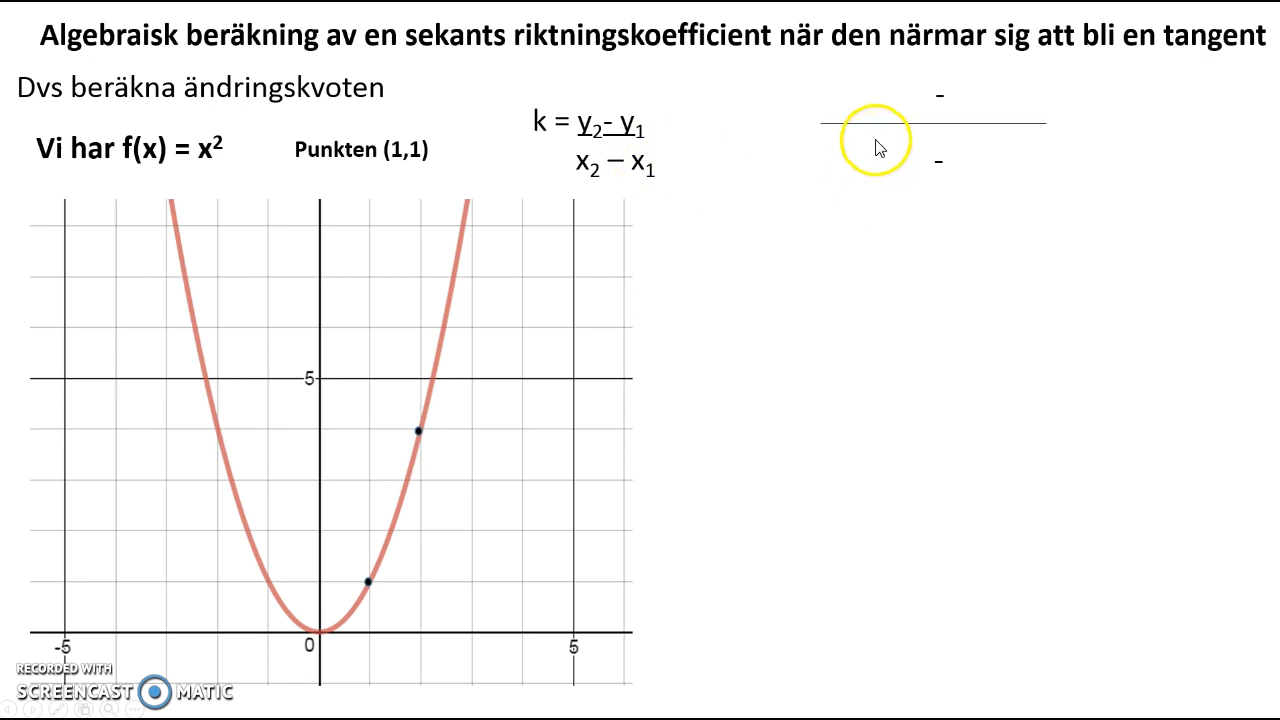 Algebraisk beräkning av en sekants riktningskoefficient när den närmar sig att bli en tangent
Dvs beräkna ändringskvoten
Vi har f(x) = x² Punkten (1,1)
k = y₂- y₁
x₂ – x₁
-
-
5
-5 0 5
RECORDED WITH
SCREENCAST MATIC